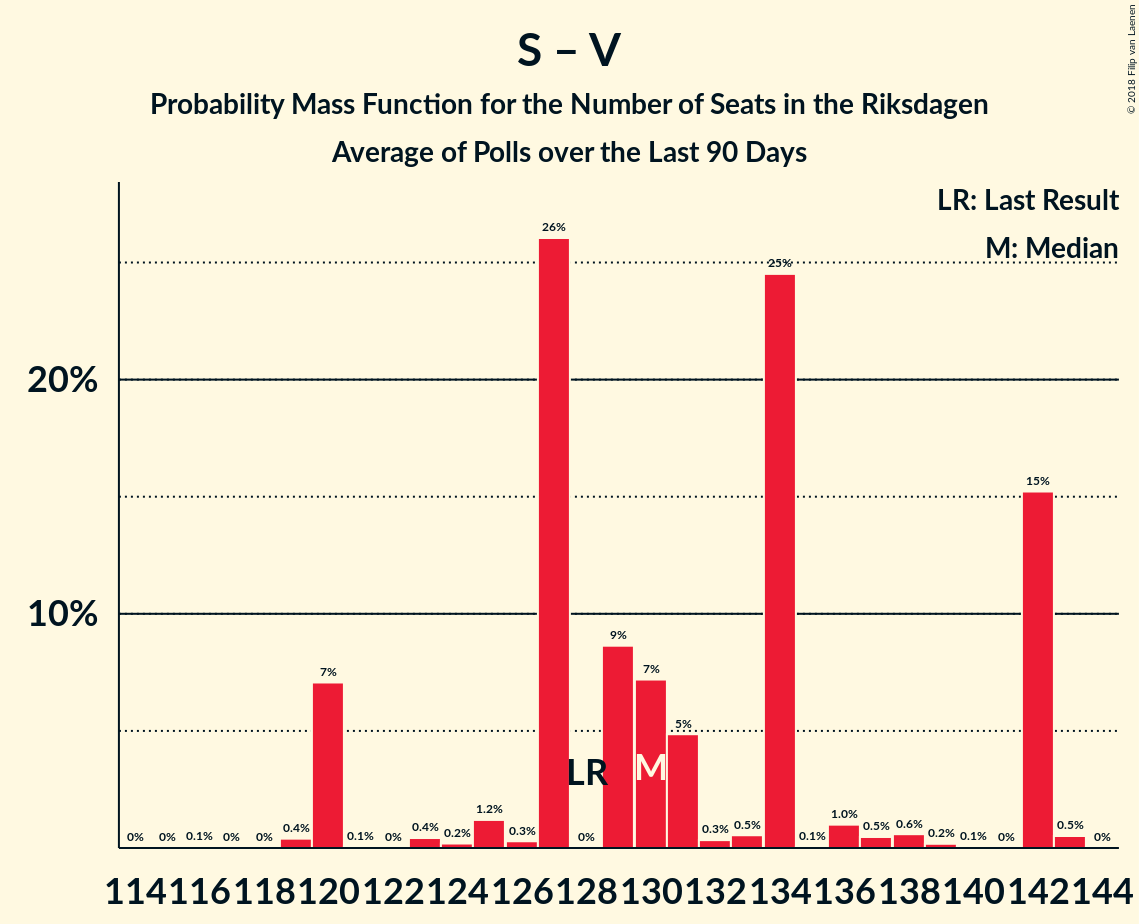 S – V
Probability Mass Function for the Number of Seats in the Riksdagen
Average of Polls over the Last 90 Days
© 2018 Filip van Laenen
LR: Last Result
M: Median
20%
10%
0% 0% 0.1% 0% 0% 0.4% 7% 0.1% 0% 0.4% 0.2% 1.2% 0.3% 26% 0% 9% 7% 5% 0.3% 0.5% 25% 0.1% 1.0% 0.5% 0.6% 0.2% 0.1% 0% 15% 0.5% 0%
LR M
114 116 118 120 122 124 126 128 130 132 134 136 138 140 142 144